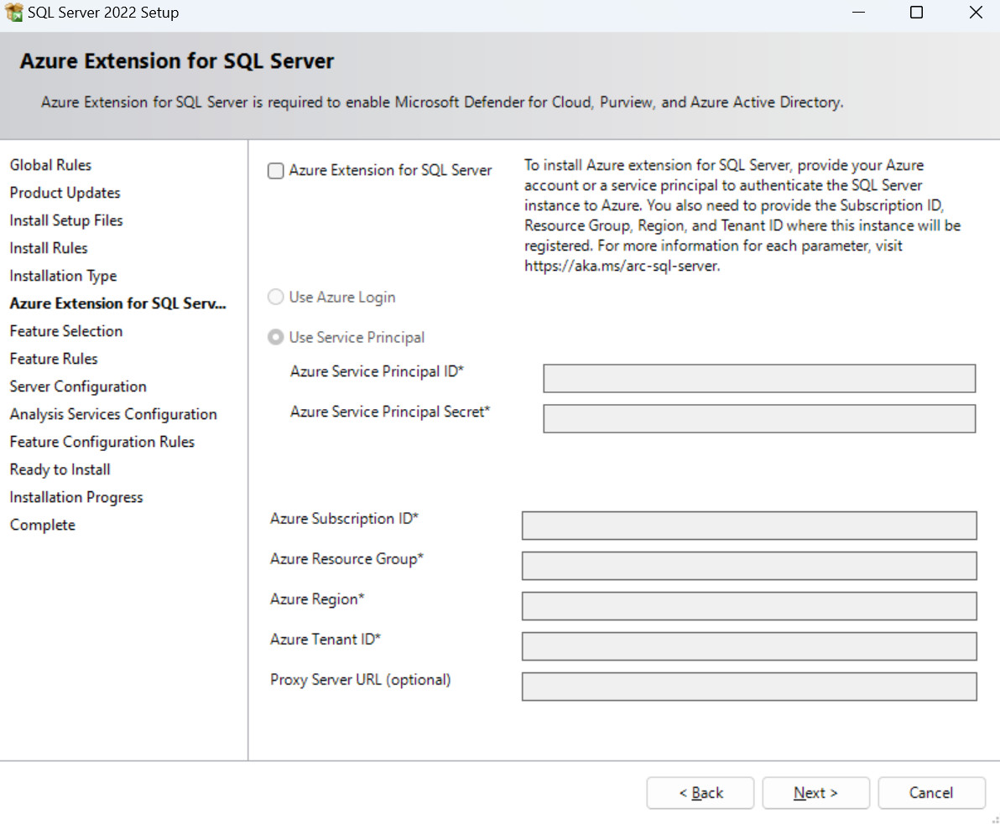 SQL Server 2022 Setup
Azure Extension for SQL Server
Azure Extension for SQL Server is required to enable Microsoft Defender for Cloud, Purview, and Azure Active Directory.
Global Rules
Product Updates
Install Setup Files
Install Rules
Installation Type
Azure Extension for SQL Serv...
Feature Selection
Feature Rules
Server Configuration
Analysis Services Configuration
Feature Configuration Rules
Ready to Install
Installation Progress
Complete
Azure Extension for SQL Server
To install Azure extension for SQL Server, provide your Azure
account or a service principal to authenticate the SQL Server
instance to Azure. You also need to provide the Subscription ID,
Resource Group, Region, and Tenant ID where this instance will be
registered. For more information for each parameter, visit
https://aka.ms/arc-sql-server.
Use Azure Login
Use Service Principal
Azure Service Principal ID*
Azure Service Principal Secret*
Azure Subscription ID*
Azure Resource Group*
Azure Region*
Azure Tenant ID*
Proxy Server URL (optional)
< Back
Next >
Cancel